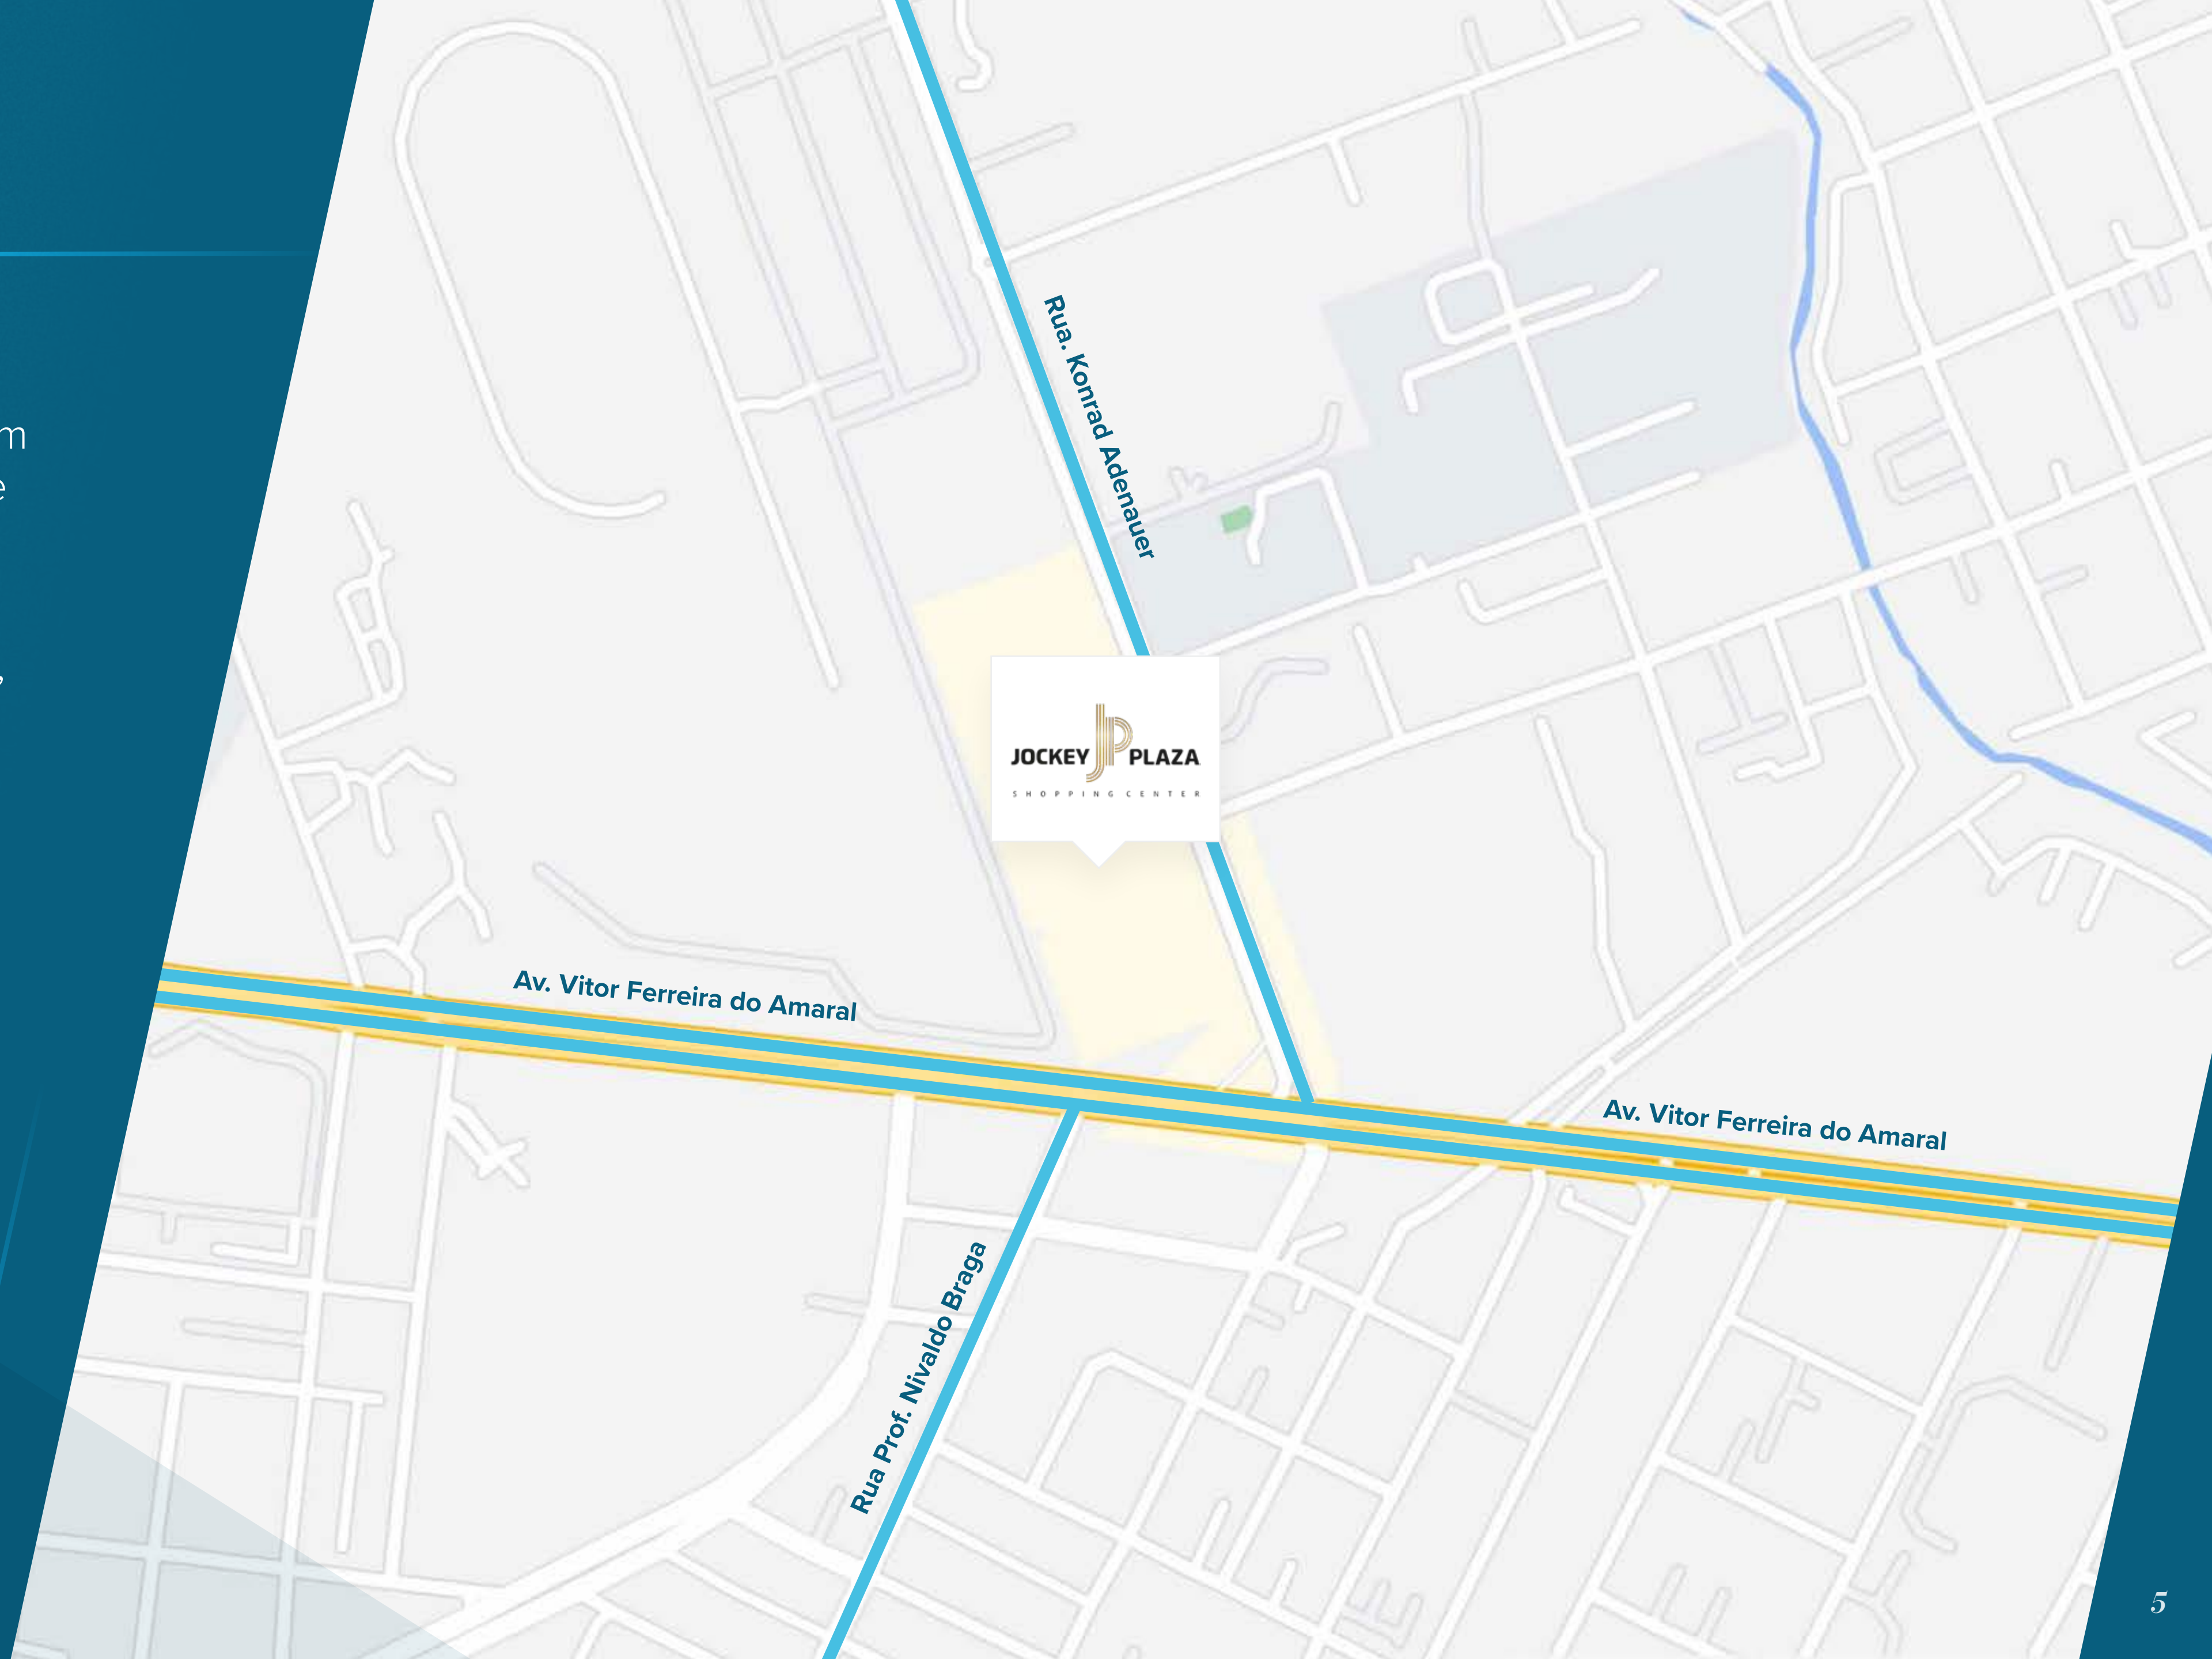 m
e
,
Rua. Konrad Adenauer
JOCKEY JP PLAZA
SHOPPING CENTER
Av. Vitor Ferreira do Amaral
Av. Vitor Ferreira do Amaral
Rua Prof. Nivaldo Braga
5